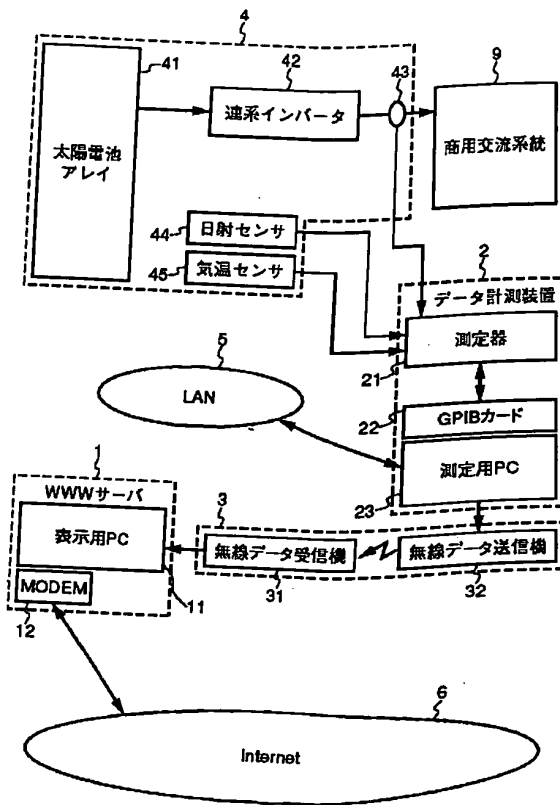 4
41
42
43
9
太陽電池
アレイ
連系インバータ
商用交流系統
44
日射センサ
45
気温センサ
2
データ計測装置
測定器
21
5
LAN
22
GPIBカード
測定用PC
23
1
WWWサーバ
表示用PC
MODEM
11
12
3
無線データ受信機
31
無線データ送信機
32
6
Internet